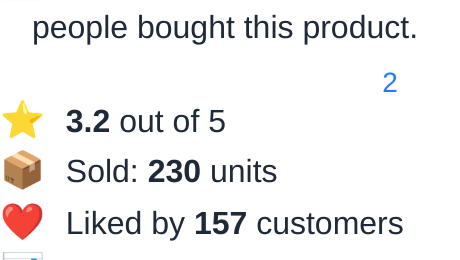 people bought this product.
2
⭐ 3.2 out of 5
📦 Sold: 230 units
❤️ Liked by 157 customers